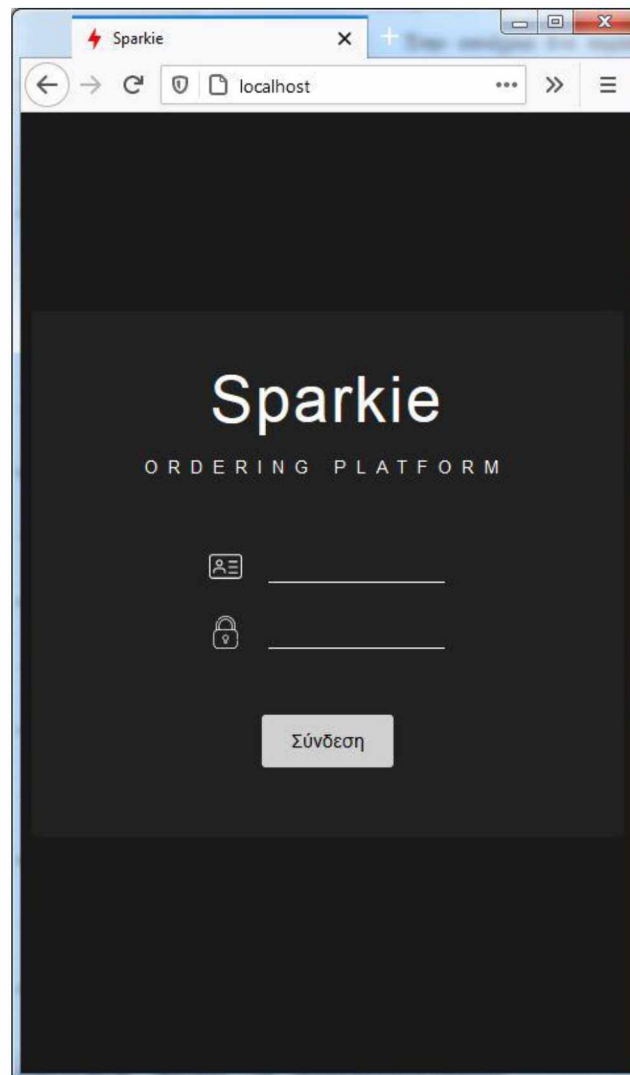 Sparkie
localhost
Sparkie
ORDERING PLATFORM
Σύνδεση